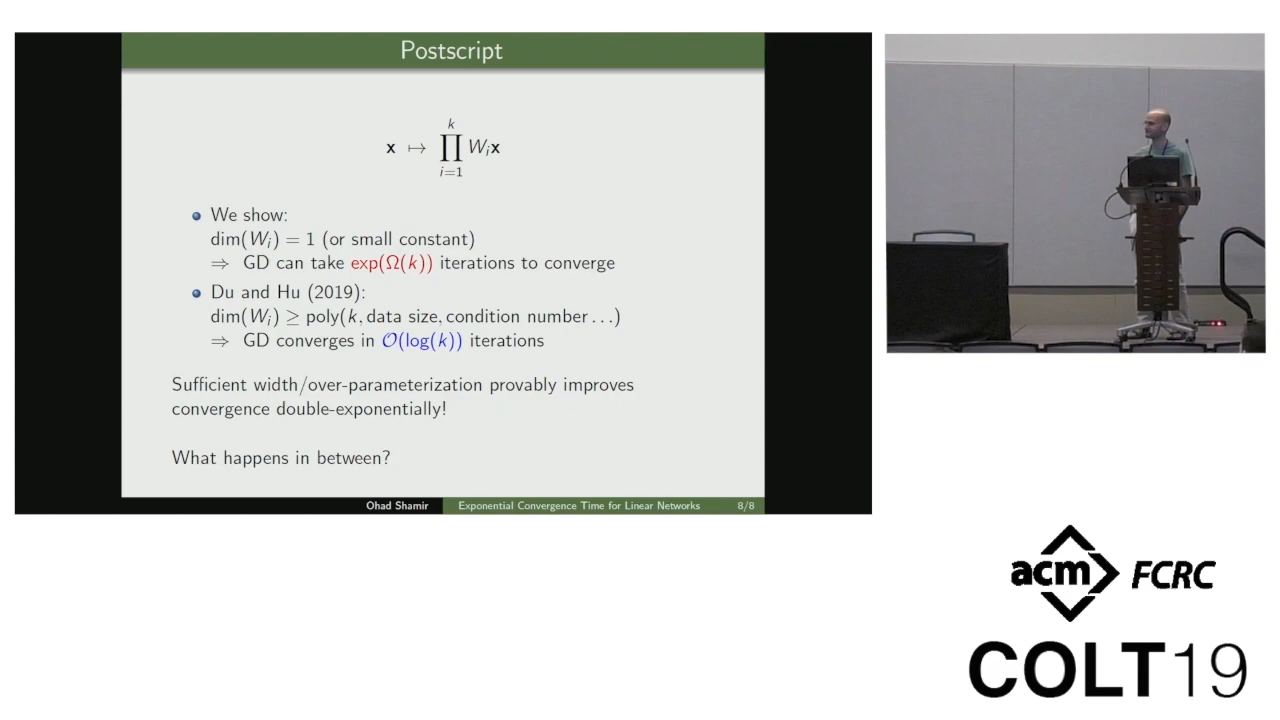 Postscript
k
x ↦ ∏ Wᵢx
i=1
We show:
dim(Wᵢ) = 1 (or small constant)
⇒ GD can take exp(Ω(k)) iterations to converge
Du and Hu (2019):
dim(Wᵢ) ≥ poly(k, data size, condition number . . .)
⇒ GD converges in O(log(k)) iterations
Sufficient width/over-parameterization provably improves
convergence double-exponentially!
What happens in between?
Ohad Shamir Exponential Convergence Time for Linear Networks 8/8
acm FCRC
COLT19